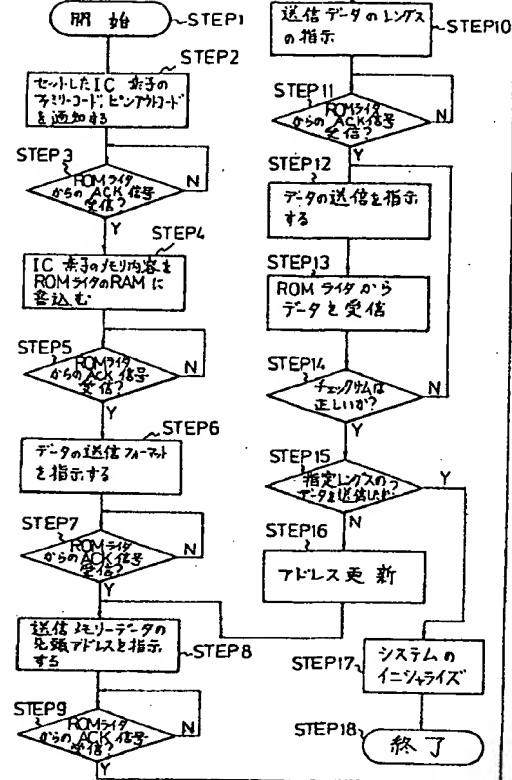 開始
STEP1
STEP2
セットしたIC素子の
ファミリーコード、ピンアウトコード
を通知する
STEP3
ROMライタ
からのACK信号
受信?
N
Y
STEP4
IC素子のメモリ内容を
ROMライタのRAMに
書込む
STEP5
ROMライタ
からのACK信号
受信?
N
Y
STEP6
データの送信フォーマット
を指示する
STEP7
ROMライタ
からのACK信号
受信?
N
Y
送信メモリーデータの
先頭アドレスを指示
する
STEP8
STEP9
ROMライタ
からのACK信号
受信?
N
Y
送信データのレングス
の指示
STEP10
STEP11
ROMライタ
からのACK信号
受信?
N
Y
STEP12
データの送信を指示
する
STEP13
ROMライタから
データを受信
STEP14
チェックサムは
正しいか?
N
Y
STEP15
指定レングスの
データを送信したか?
Y
N
STEP16
アドレス更新
STEP17
システムの
イニシャライズ
STEP18
終了